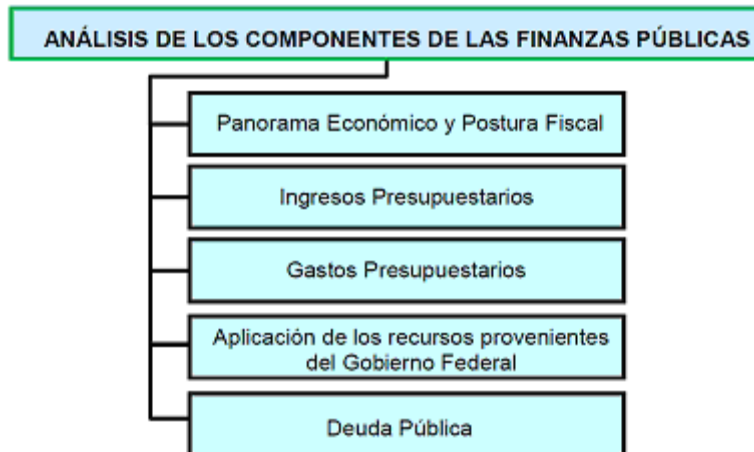 ANÁLISIS DE LOS COMPONENTES DE LAS FINANZAS PÚBLICAS
Panorama Económico y Postura Fiscal
Ingresos Presupuestarios
Gastos Presupuestarios
Aplicación de los recursos provenientes
del Gobierno Federal
Deuda Pública